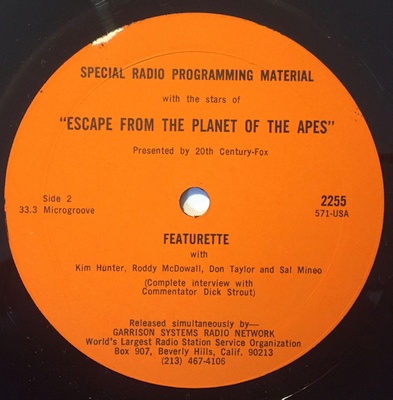 SPECIAL RADIO PROGRAMMING MATERIAL
with the stars of
"ESCAPE FROM THE PLANET OF THE APES"
Presented by 20th Century-Fox
Side 2
33.3 Microgroove
2255
571-USA
FEATURETTE
with
Kim Hunter, Roddy McDowall, Don Taylor and Sal Mineo
(Complete interview with
Commentator Dick Strout)
Released simultaneously by—
GARRISON SYSTEMS RADIO NETWORK
World's Largest Radio Station Service Organization
Box 907, Beverly Hills, Calif. 90213
(213) 467-4106